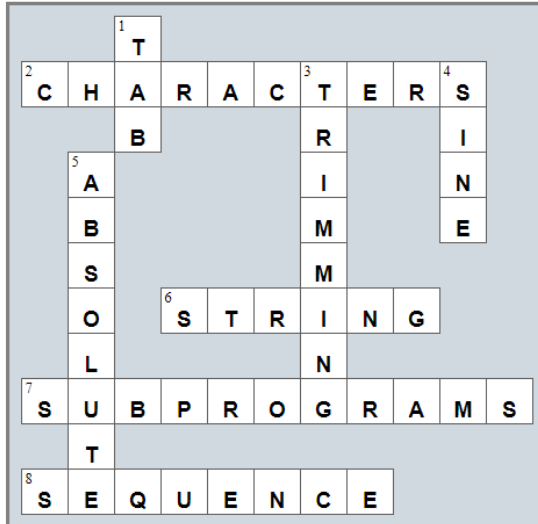 1
T
2 C H A R A C 3 T E R 4 S
B R I
5 A I N
B M E
S M
O 6 S T R I N G
L N
7 S U B P R O G R A M S
T
8 S E Q U E N C E